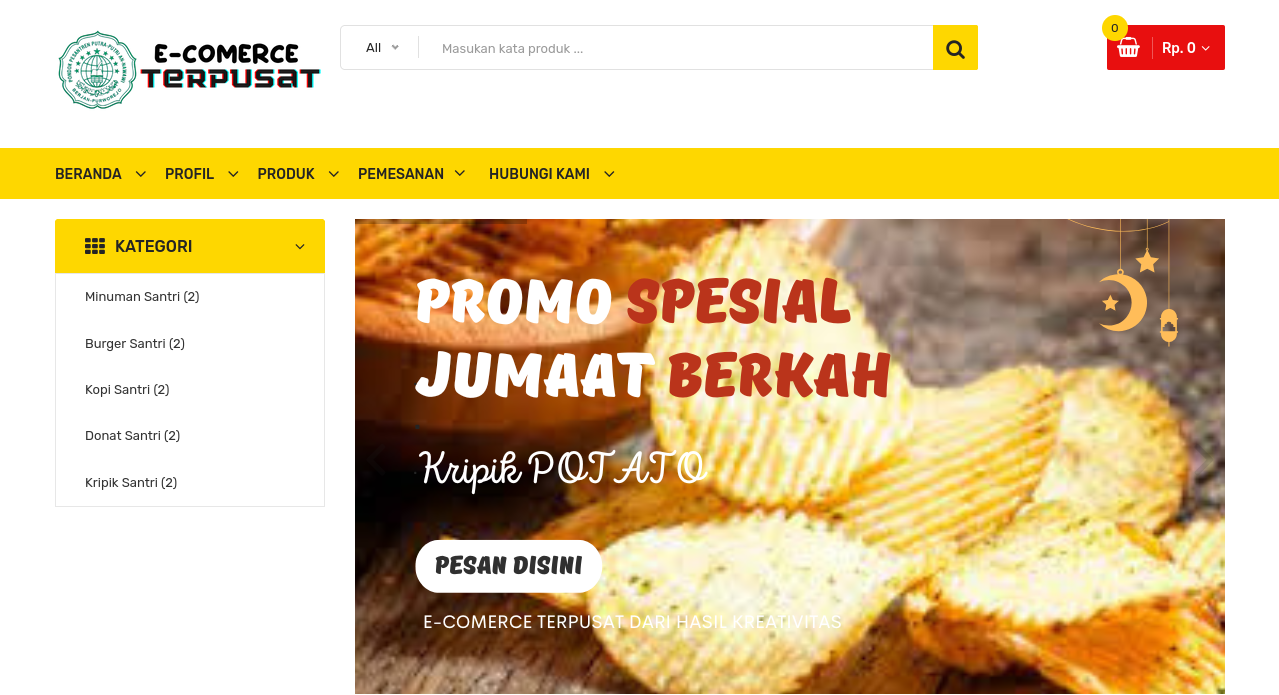 E-COMERCE
TERPUSAT
All
Masukan kata produk ...
0
Rp. 0
BERANDA
PROFIL
PRODUK
PEMESANAN
HUBUNGI KAMI
KATEGORI
Minuman Santri (2)
Burger Santri (2)
Kopi Santri (2)
Donat Santri (2)
Kripik Santri (2)
PROMO SPESIAL
JUMAAT BERKAH
Kripik POTATO
PESAN DISINI
E-COMERCE TERPUSAT DARI HASIL KREATIVITAS